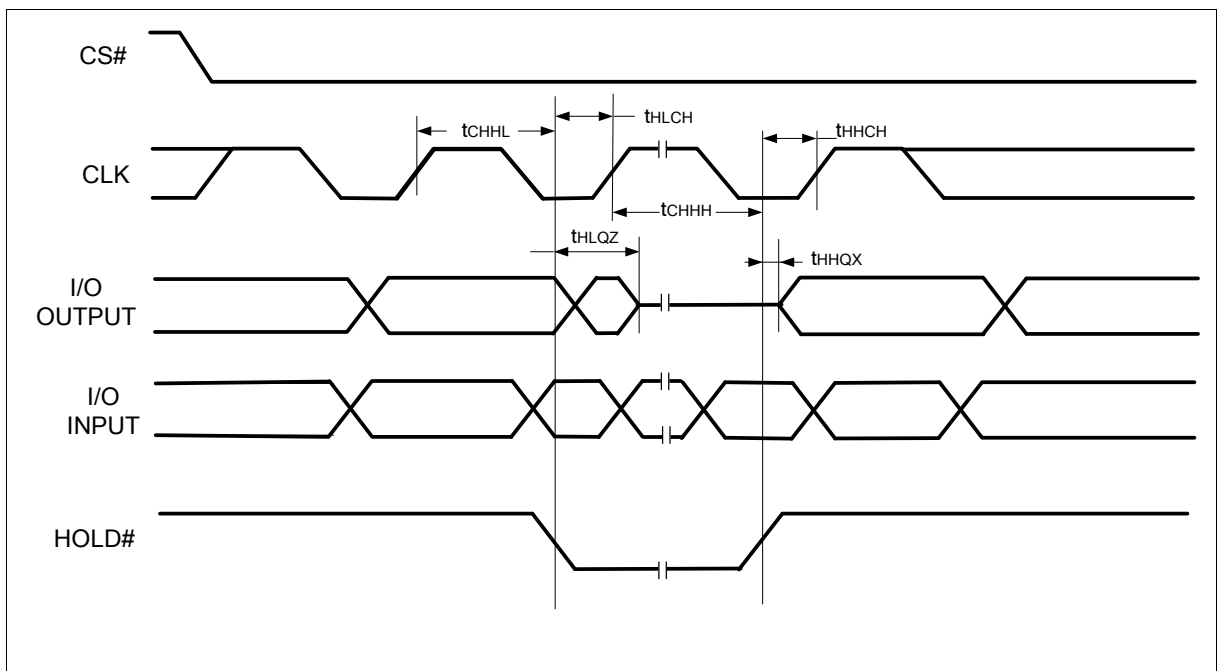 CS#
tCHHL
tHLCH
tHHCH
CLK
tCHHH
tHLQZ
tHHQX
I/O
OUTPUT
I/O
INPUT
HOLD#